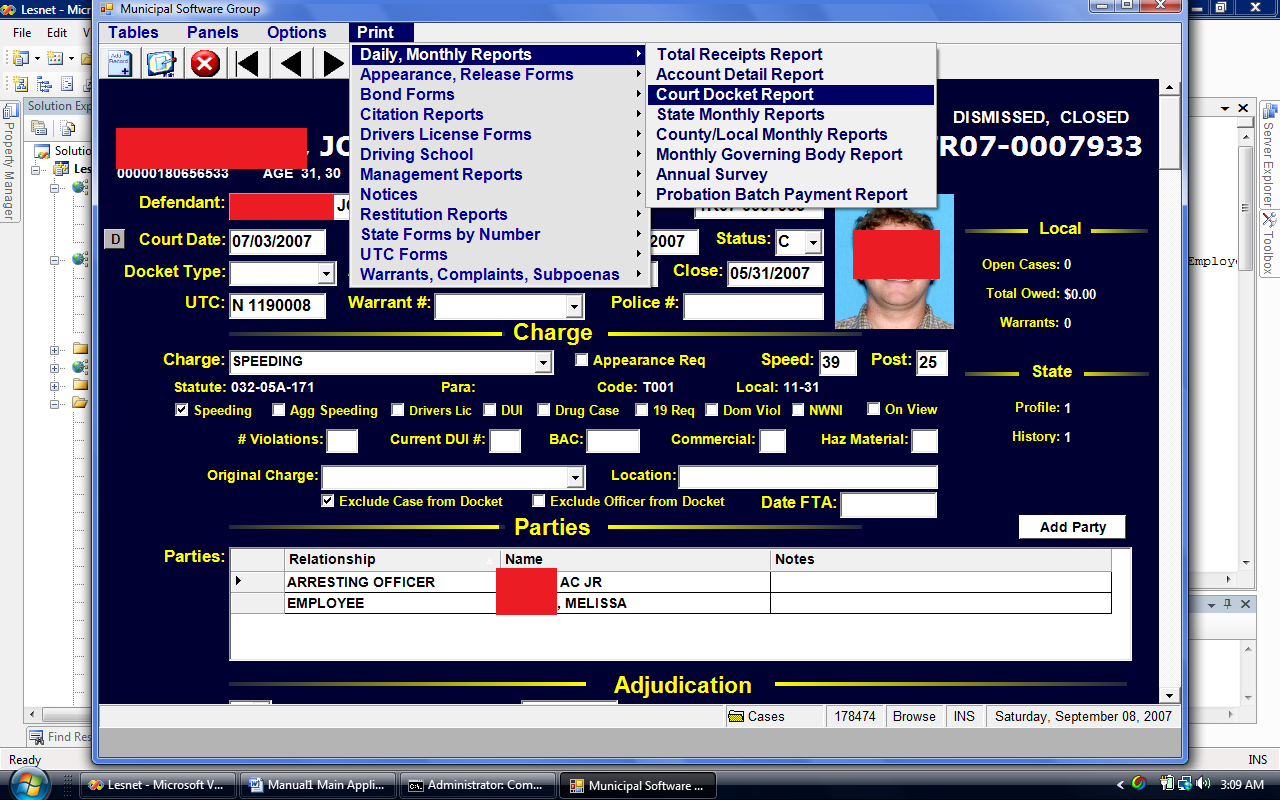 Lesnet - Micr
Municipal Software Group
File Edit
Tables Panels Options Print
Add Record
Daily, Monthly Reports
Appearance, Release Forms
Bond Forms
Citation Reports
Drivers License Forms
Driving School
Management Reports
Notices
Restitution Reports
State Forms by Number
UTC Forms
Warrants, Complaints, Subpoenas
Total Receipts Report
Account Detail Report
Court Docket Report
State Monthly Reports
County/Local Monthly Reports
Monthly Governing Body Report
Annual Survey
Probation Batch Payment Report
Solution Exp
Solutio
Les
Property Manager
Server Explorer
Toolbox
Employ
DISMISSED, CLOSED
, JO
R07-0007933
00000180656533 AGE 31, 30
Defendant: JO
D Court Date: 07/03/2007 2007 Status: C
Docket Type: Close: 05/31/2007
UTC: N 1190008 Warrant #: Police #:
Local
Open Cases: 0
Total Owed: $0.00
Warrants: 0
Charge
Charge: SPEEDING Appearance Req Speed: 39 Post: 25
Statute: 032-05A-171 Para: Code: T001 Local: 11-31
Speeding Agg Speeding Drivers Lic DUI Drug Case 19 Req Dom Viol NWNI On View
# Violations: Current DUI #: BAC: Commercial: Haz Material:
State
Profile: 1
History: 1
Original Charge: Location:
Exclude Case from Docket Exclude Officer from Docket Date FTA:
Parties
Add Party
Parties: Relationship Name Notes
ARRESTING OFFICER AC JR
EMPLOYEE , MELISSA
Adjudication
Cases 178474 Browse INS Saturday, September 08, 2007
Find Res
Ready INS
Lesnet - Microsoft V... Manual1 Main Appli... Administrator: Com... Municipal Software ... 3:09 AM